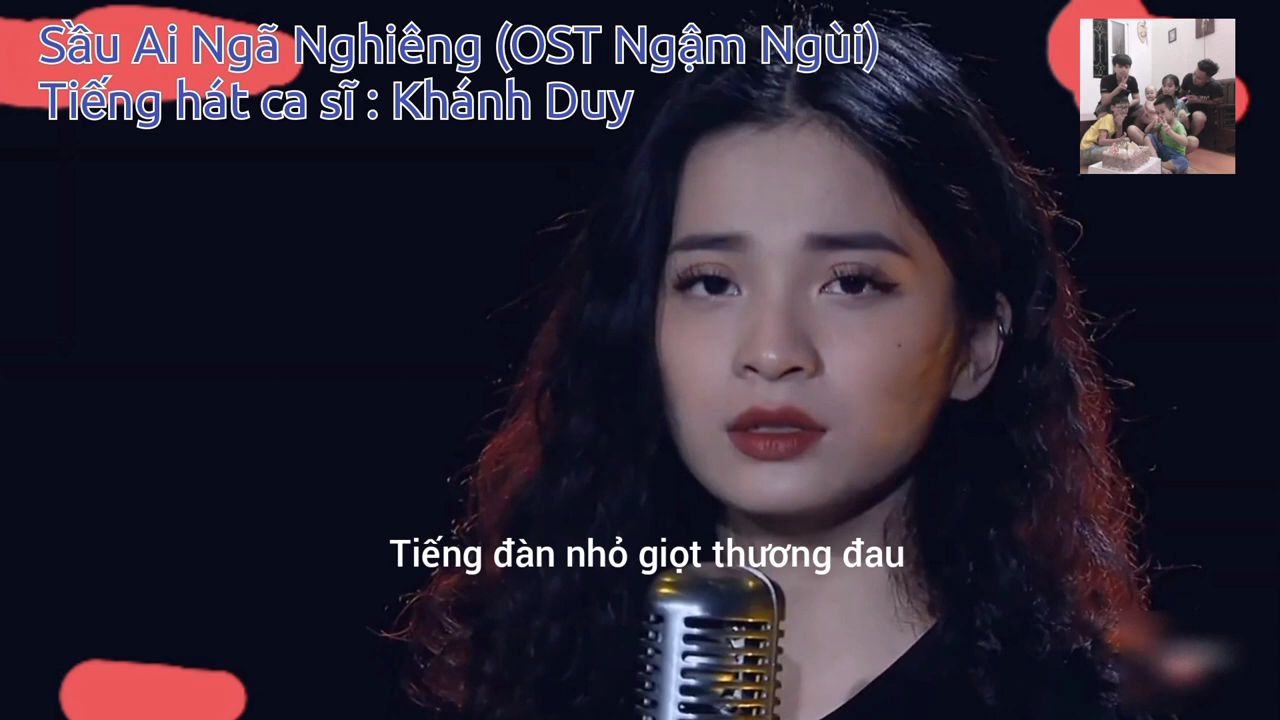 Sầu Ai Ngã Nghiêng (OST Ngậm Ngùi)
Tiếng hát ca sĩ : Khánh Duy
Tiếng đàn nhỏ giọt thương đau